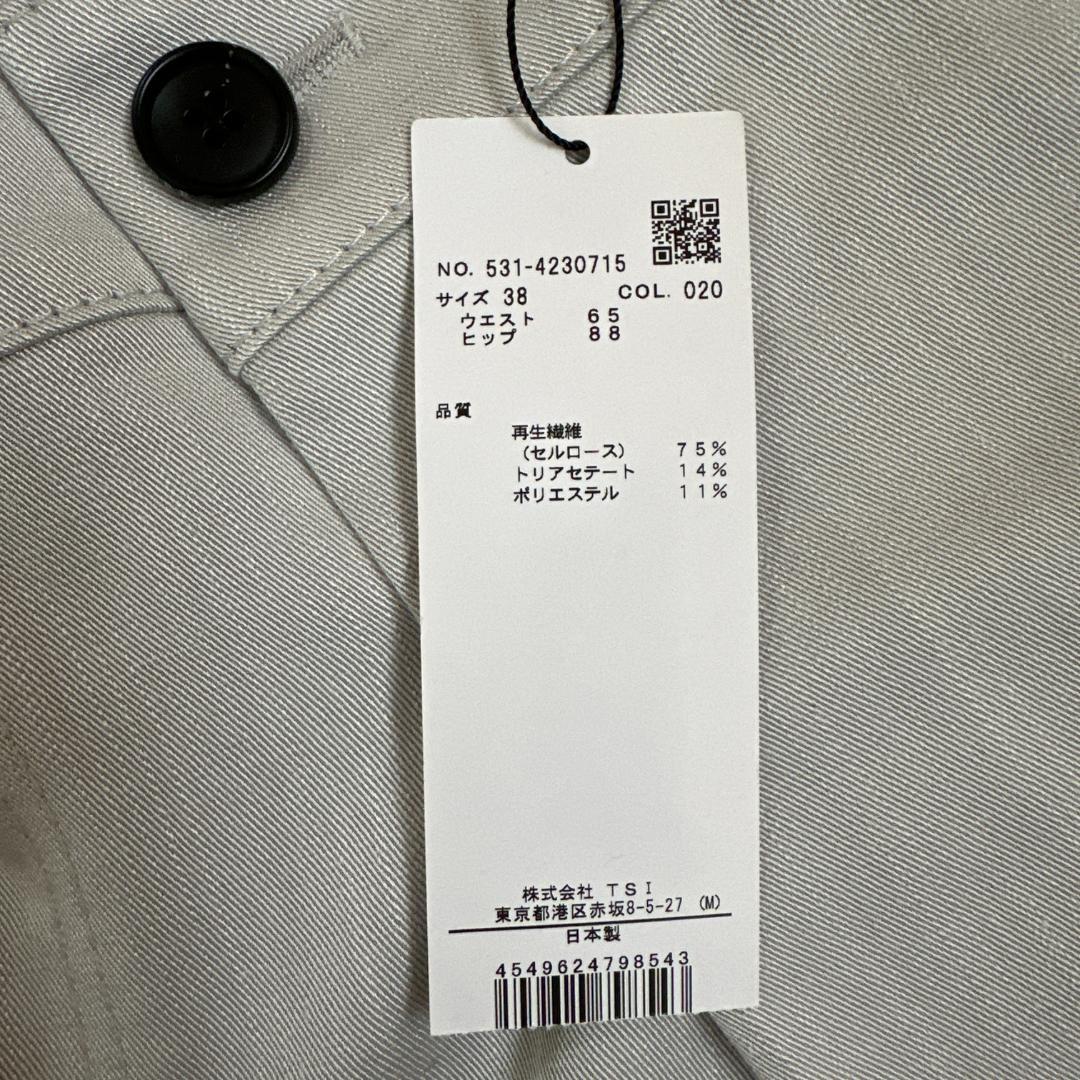 NO. 531-4230715
サイズ 38 COL. 020
ウエスト 65
ヒップ 88
品質
再生繊維
(セルロース) 75%
トリアセテート 14%
ポリエステル 11%
株式会社 TSI
東京都港区赤坂8-5-27 (M)
日本製
4549624798543